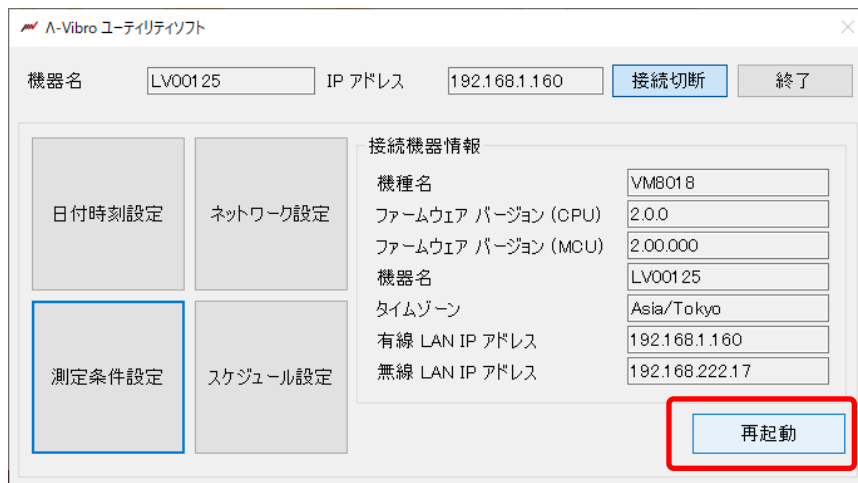 Λ-Vibro ユーティリティソフト
機器名 LV00125 IP アドレス 192.168.1.160 接続切断 終了
日付時刻設定 ネットワーク設定
測定条件設定 スケジュール設定
接続機器情報
機種名 VM8018
ファームウェア バージョン (CPU) 2.0.0
ファームウェア バージョン (MCU) 2.00.000
機器名 LV00125
タイムゾーン Asia/Tokyo
有線 LAN IP アドレス 192.168.1.160
無線 LAN IP アドレス 192.168.222.17
再起動